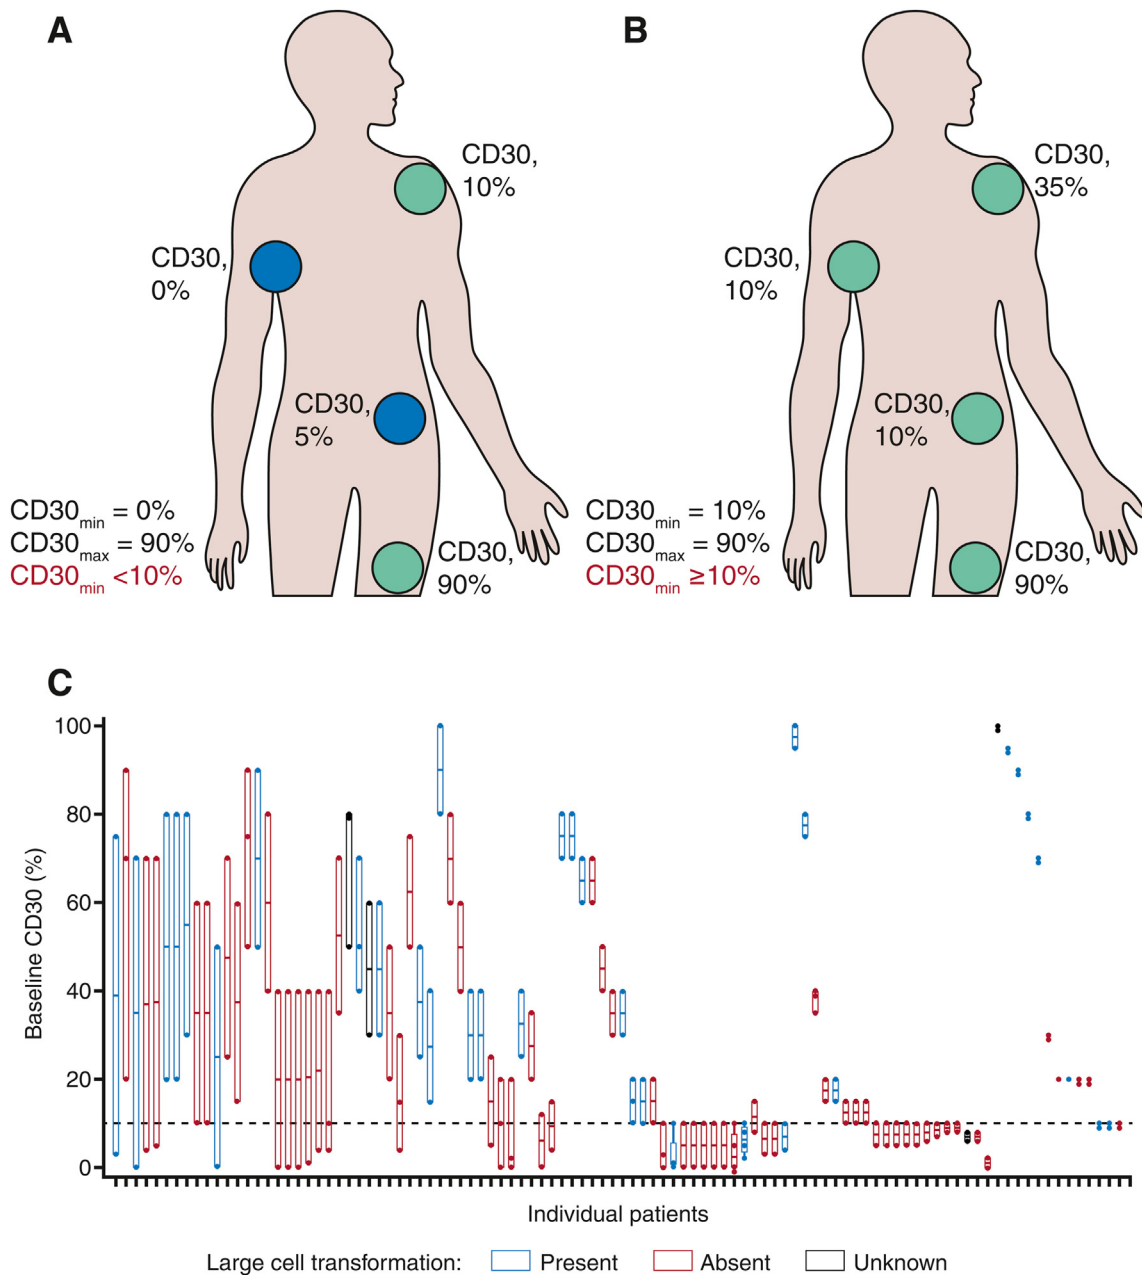 A
B
CD30,
10%
CD30,
0%
CD30,
5%
CD30,
90%
CD30min = 0%
CD30max = 90%
CD30min <10%
CD30,
35%
CD30,
10%
CD30,
10%
CD30,
90%
CD30min = 10%
CD30max = 90%
CD30min ≥10%
C
Baseline CD30 (%)
100
80
60
40
20
0
Individual patients
Large cell transformation: Present Absent Unknown